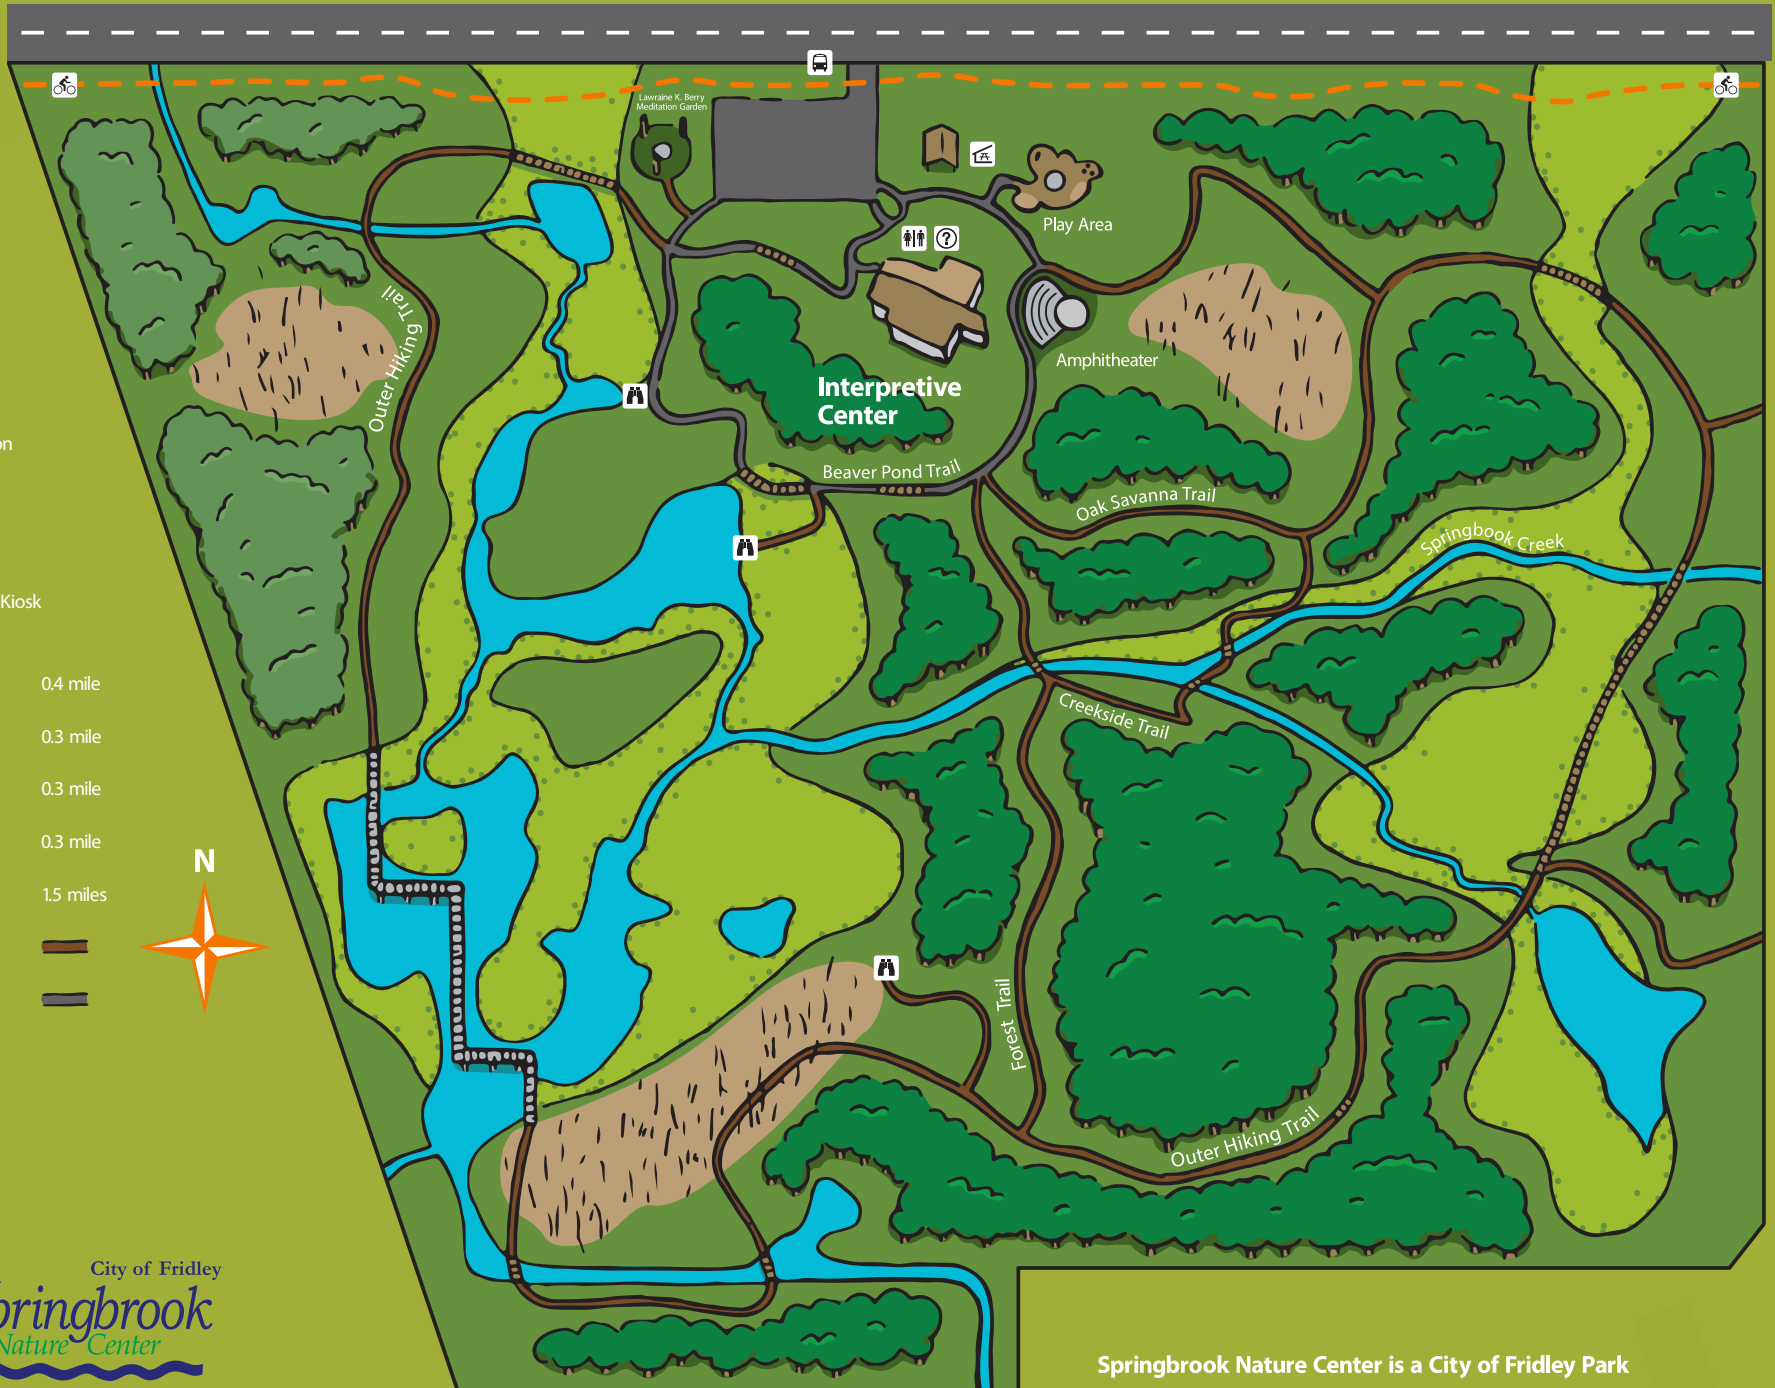 Lawraine K. Berry
Meditation Garden
Play Area
Amphitheater
Interpretive
Center
Outer Hiking Trail
Beaver Pond Trail
Oak Savanna Trail
Springbook Creek
Creekside Trail
Forest Trail
Outer Hiking Trail
on
Kiosk
0.4 mile
0.3 mile
0.3 mile
0.3 mile
1.5 miles
N
City of Fridley
pringbrook
Nature Center
Springbrook Nature Center is a City of Fridley Park